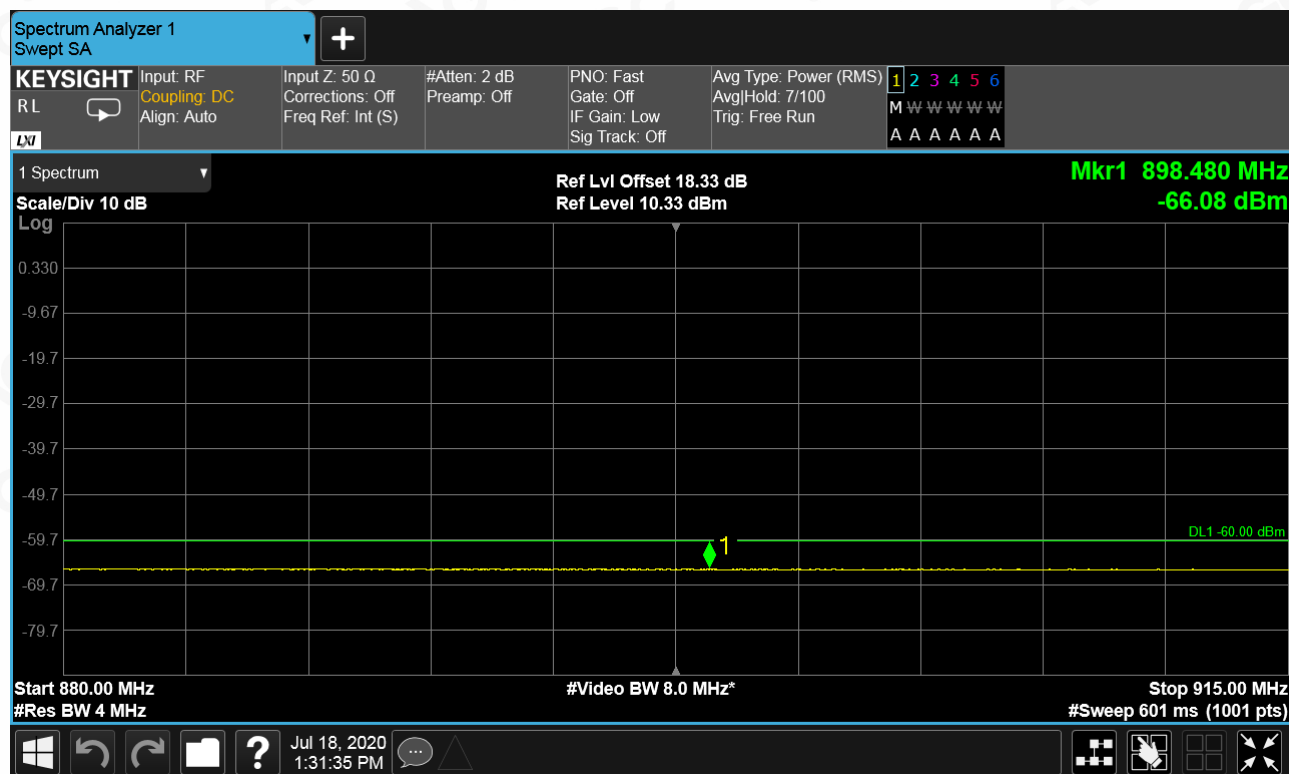 Spectrum Analyzer 1
Swept SA
KEYSIGHT
R L
LXI
Input: RF
Coupling: DC
Align: Auto
Input Z: 50 Ω
Corrections: Off
Freq Ref: Int (S)
#Atten: 2 dB
Preamp: Off
PNO: Fast
Gate: Off
IF Gain: Low
Sig Track: Off
Avg Type: Power (RMS)
Avg|Hold: 7/100
Trig: Free Run
1 2 3 4 5 6
M W W W W W
A A A A A A
1 Spectrum
Scale/Div 10 dB
Log
Ref Lvl Offset 18.33 dB
Ref Level 10.33 dBm
Mkr1 898.480 MHz
-66.08 dBm
0.330
-9.67
-19.7
-29.7
-39.7
-49.7
-59.7
-69.7
-79.7
DL1 -60.00 dBm
1
Start 880.00 MHz
#Res BW 4 MHz
#Video BW 8.0 MHz*
Stop 915.00 MHz
#Sweep 601 ms (1001 pts)
?
Jul 18, 2020
1:31:35 PM